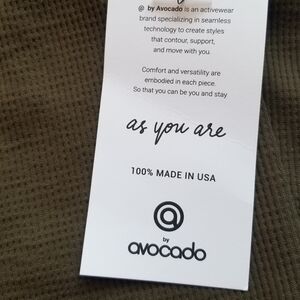 @ by Avocado is an activewear
brand specializing in seamless
technology to create styles
that contour, support,
and move with you.
Comfort and versatility are
embodied in each piece.
So that you can be you and stay
as you are
100% MADE IN USA
@
by
avocado